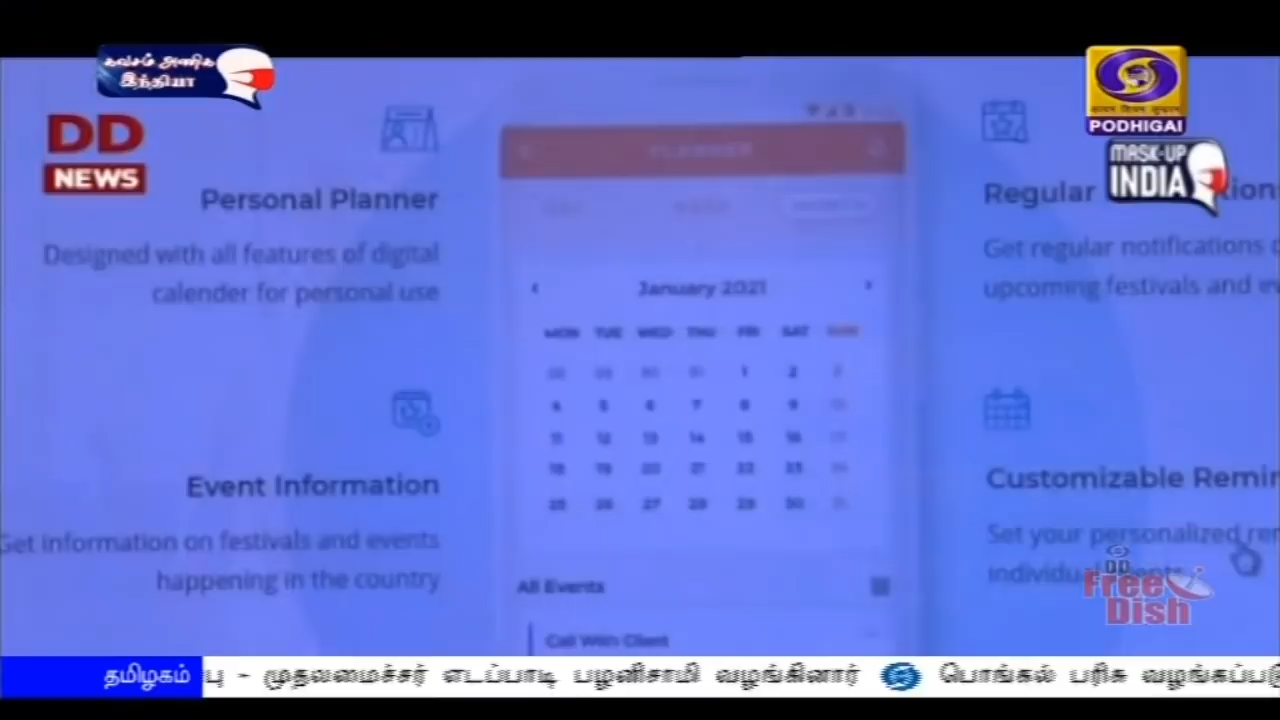 கவசம் அணிக
இந்தியா
PODHIGAI
MASK-UP
INDIA
DD
NEWS
Personal Planner
Designed with all features of digital
calender for personal use
Event Information
Get information on festivals and events
happening in the country
PLANNER
January 2021
MON TUE WED THU FRI SAT SUN
1 2 3
4 5 6 7 8 9 10
11 12 13 14 15 16 17
18 19 20 21 22 23 24
25 26 27 28 29 30 31
All Events
Call With Client
Regular
Get regular notifications
upcoming festivals and
Customizable Remin
Set your personalized
DD
Free
Dish
தமிழகம் பு - முதலமைச்சர் எடப்பாடி பழனிசாமி வழங்கினார் பொங்கல் பரிசு வழங்கப்படு